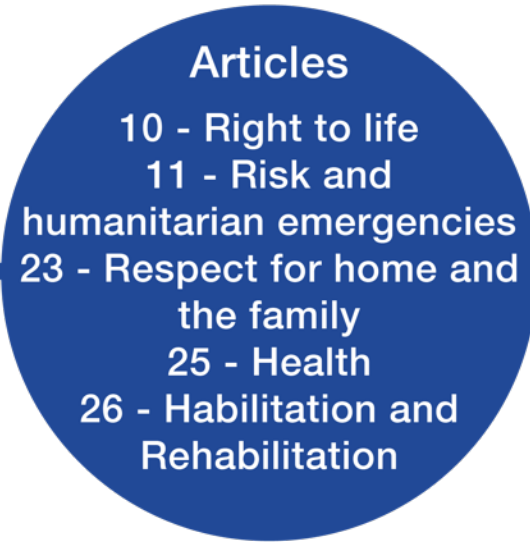 Articles
10 - Right to life
11 - Risk and
humanitarian emergencies
23 - Respect for home and
the family
25 - Health
26 - Habilitation and
Rehabilitation